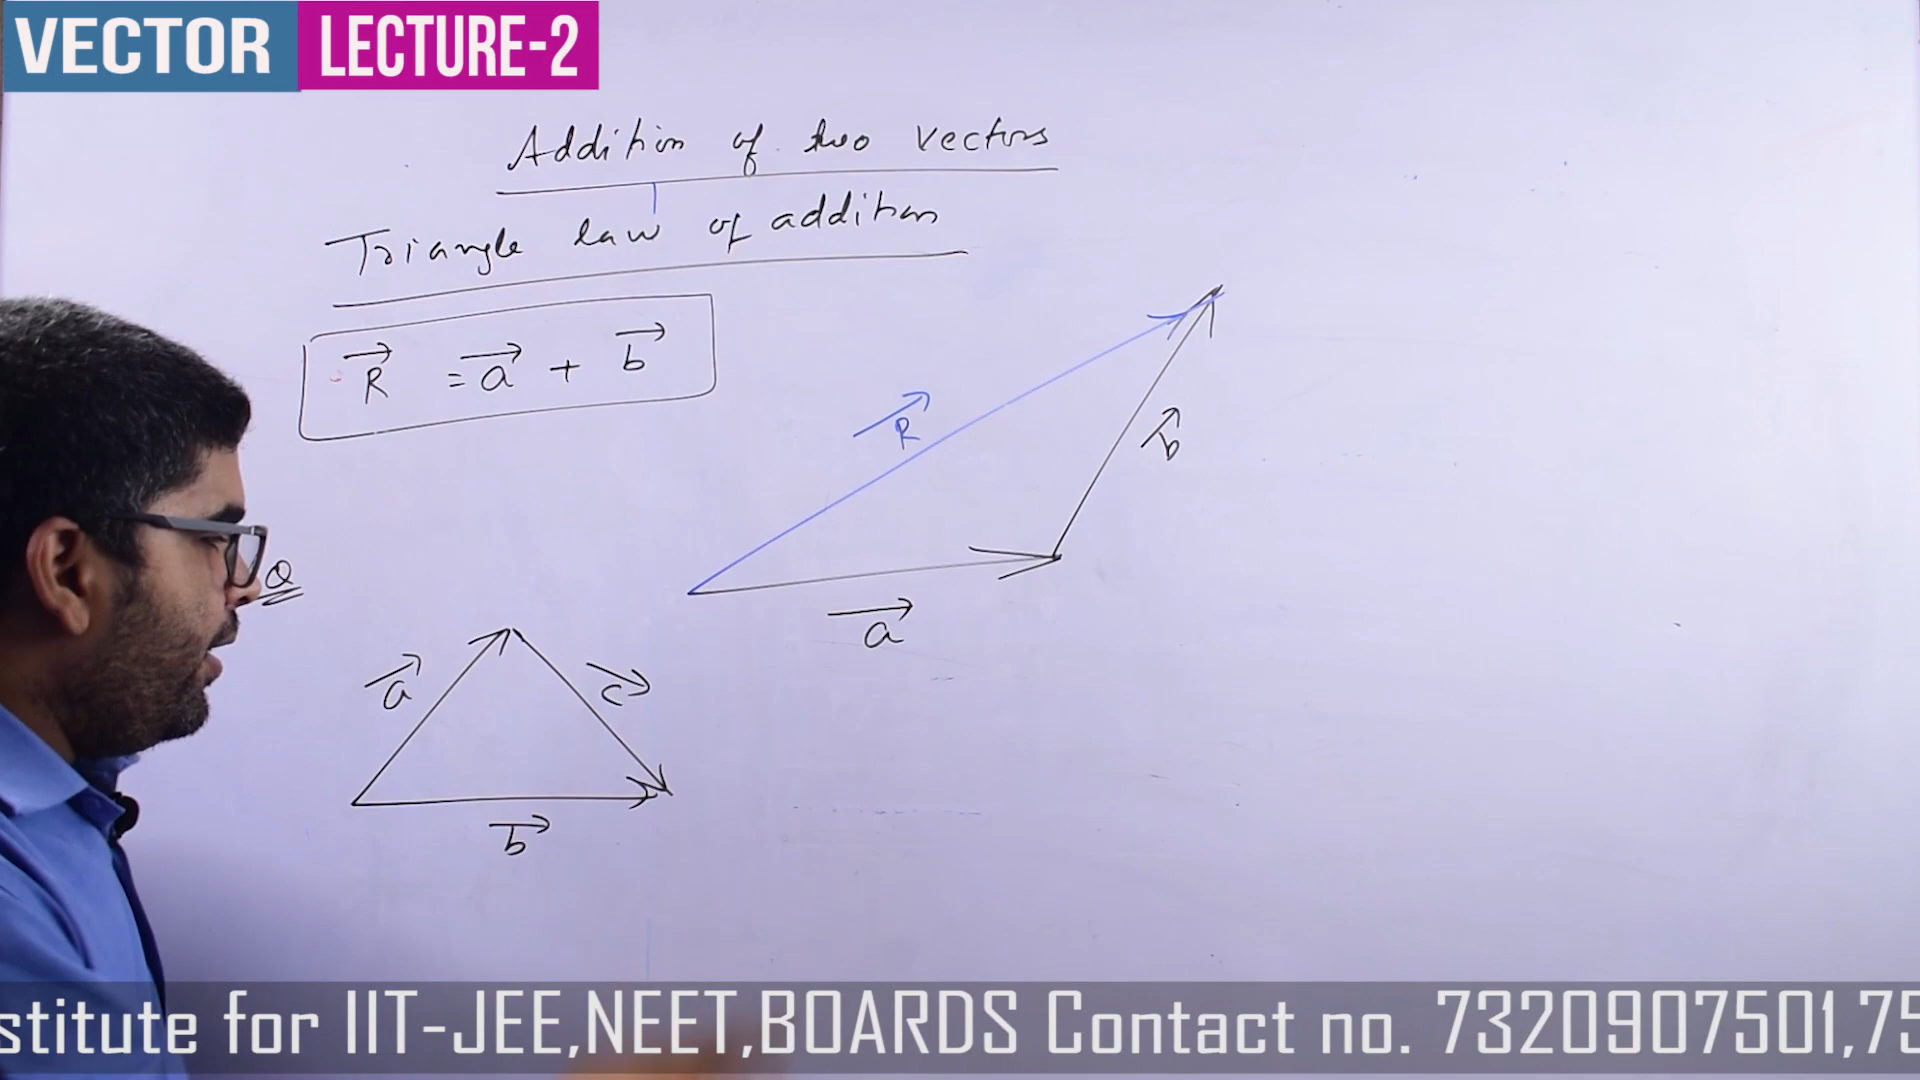 VECTOR LECTURE-2
Addition of two vectors
Triangle law of addition
R = a + b
R
b
a
Q
a
c
b
stitute for IIT-JEE,NEET,BOARDS Contact no. 7320907501,75